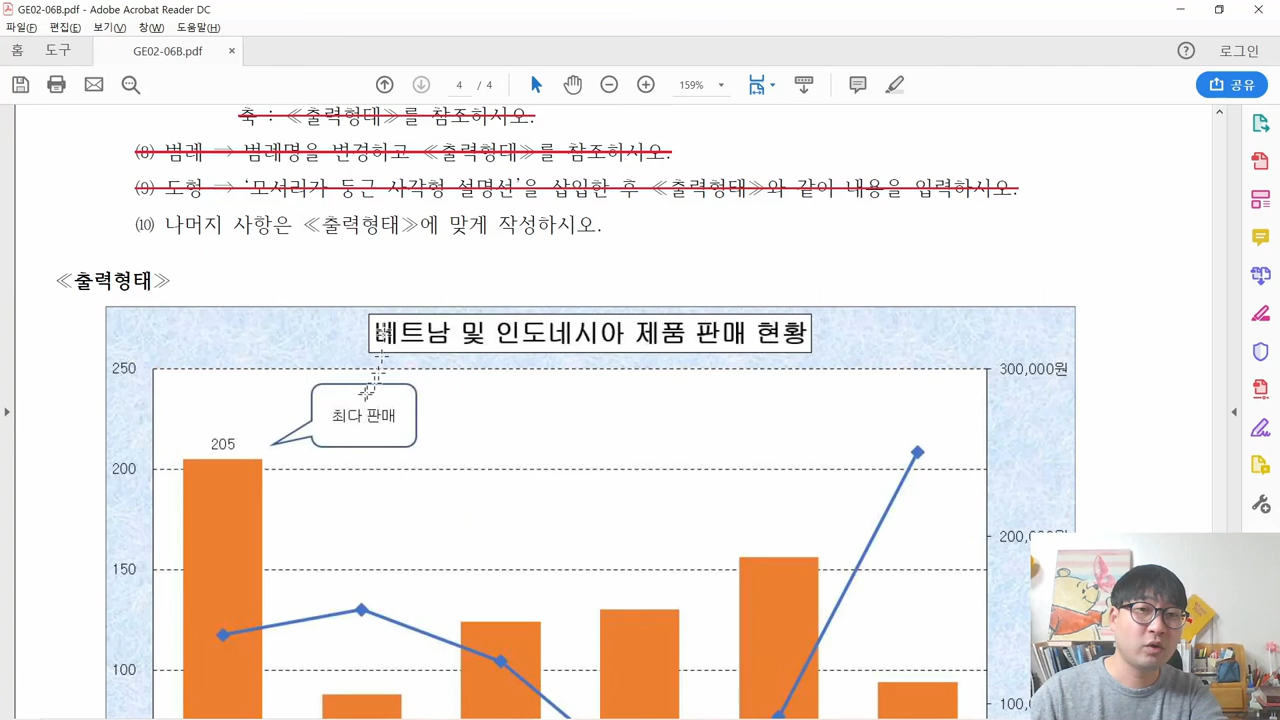 GE02-06B.pdf - Adobe Acrobat Reader DC
파일(F) 편집(E) 보기(V) 창(W) 도움말(H)
홈 도구 GE02-06B.pdf × 로그인
4 / 4 159% 공유
축 : ≪출력형태≫를 참조하시오.
(8) 범례 → 범례명을 변경하고 ≪출력형태≫를 참조하시오.
(9) 도형 → '모서리가 둥근 사각형 설명선'을 삽입한 후 ≪출력형태≫와 같이 내용을 입력하시오.
(10) 나머지 사항은 ≪출력형태≫에 맞게 작성하시오.
≪출력형태≫
베트남 및 인도네시아 제품 판매 현황
250 300,000원
최다 판매
205
200
150
100